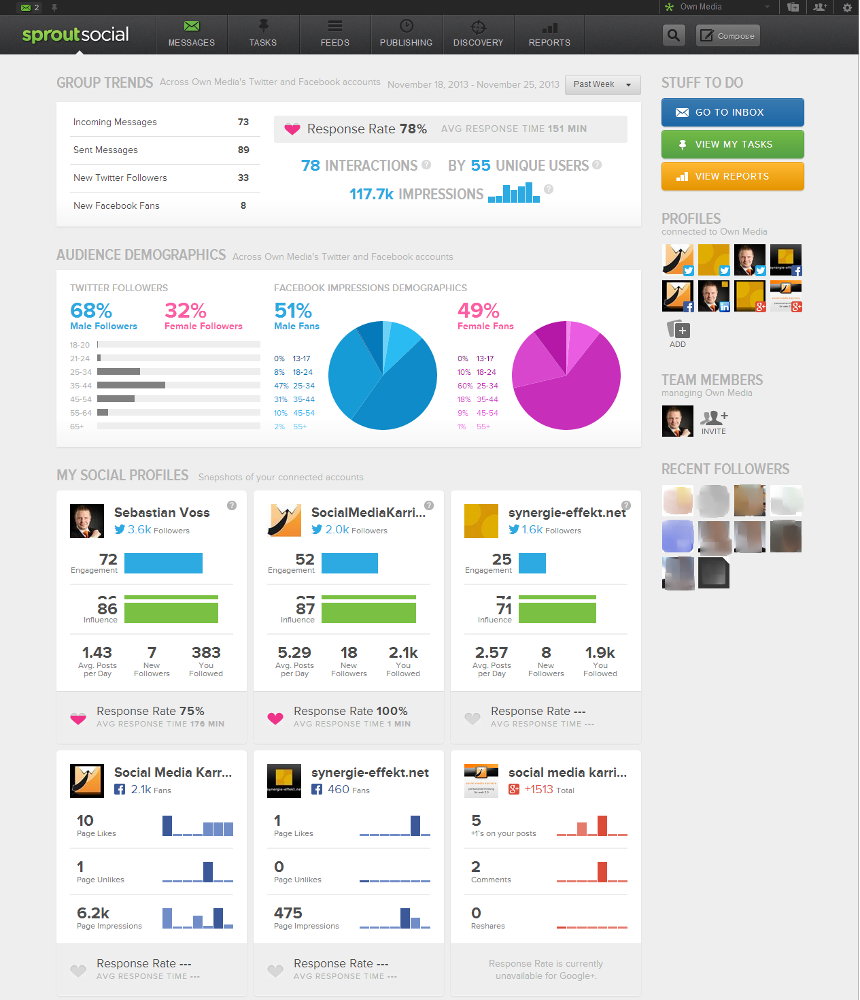 2
Own Media
sproutsocial
MESSAGES
TASKS
FEEDS
PUBLISHING
DISCOVERY
REPORTS
Compose
GROUP TRENDS Across Own Media's Twitter and Facebook accounts November 18, 2013 - November 25, 2013 Past Week
Incoming Messages 73
Sent Messages 89
New Twitter Followers 33
New Facebook Fans 8
Response Rate 78% AVG RESPONSE TIME 151 MIN
78 INTERACTIONS ? BY 55 UNIQUE USERS ?
117.7k IMPRESSIONS ?
AUDIENCE DEMOGRAPHICS Across Own Media's Twitter and Facebook accounts
TWITTER FOLLOWERS
68%
Male Followers
32%
Female Followers
18-20
21-24
25-34
35-44
45-54
55-64
65+
FACEBOOK IMPRESSIONS DEMOGRAPHICS
51%
Male Fans
0% 13-17
8% 18-24
47% 25-34
31% 35-44
10% 45-54
2% 55+
49%
Female Fans
0% 13-17
10% 18-24
60% 25-34
18% 35-44
9% 45-54
1% 55+
MY SOCIAL PROFILES Snapshots of your connected accounts
Sebastian Voss ?
3.6k Followers
72
Engagement
86
Influence
1.43
Avg. Posts
per Day
7
New
Followers
383
You
Followed
Response Rate 75%
AVG RESPONSE TIME 176 MIN
SocialMediaKarri... ?
2.0k Followers
52
Engagement
87
Influence
5.29
Avg. Posts
per Day
18
New
Followers
2.1k
You
Followed
Response Rate 100%
AVG RESPONSE TIME 1 MIN
synergie-effekt.net ?
1.6k Followers
25
Engagement
71
Influence
2.57
Avg. Posts
per Day
8
New
Followers
1.9k
You
Followed
Response Rate ---
AVG RESPONSE TIME ---
Social Media Karr...
2.1k Fans
10
Page Likes
1
Page Unlikes
6.2k
Page Impressions
Response Rate ---
AVG RESPONSE TIME ---
synergie-effekt.net
460 Fans
1
Page Likes
0
Page Unlikes
475
Page Impressions
Response Rate ---
AVG RESPONSE TIME ---
social media karri...
+1513 Total
5
+1's on your posts
2
Comments
0
Reshares
Response Rate is currently
unavailable for Google+.
STUFF TO DO
GO TO INBOX
VIEW MY TASKS
VIEW REPORTS
PROFILES
connected to Own Media
ADD
TEAM MEMBERS
managing Own Media
INVITE
RECENT FOLLOWERS